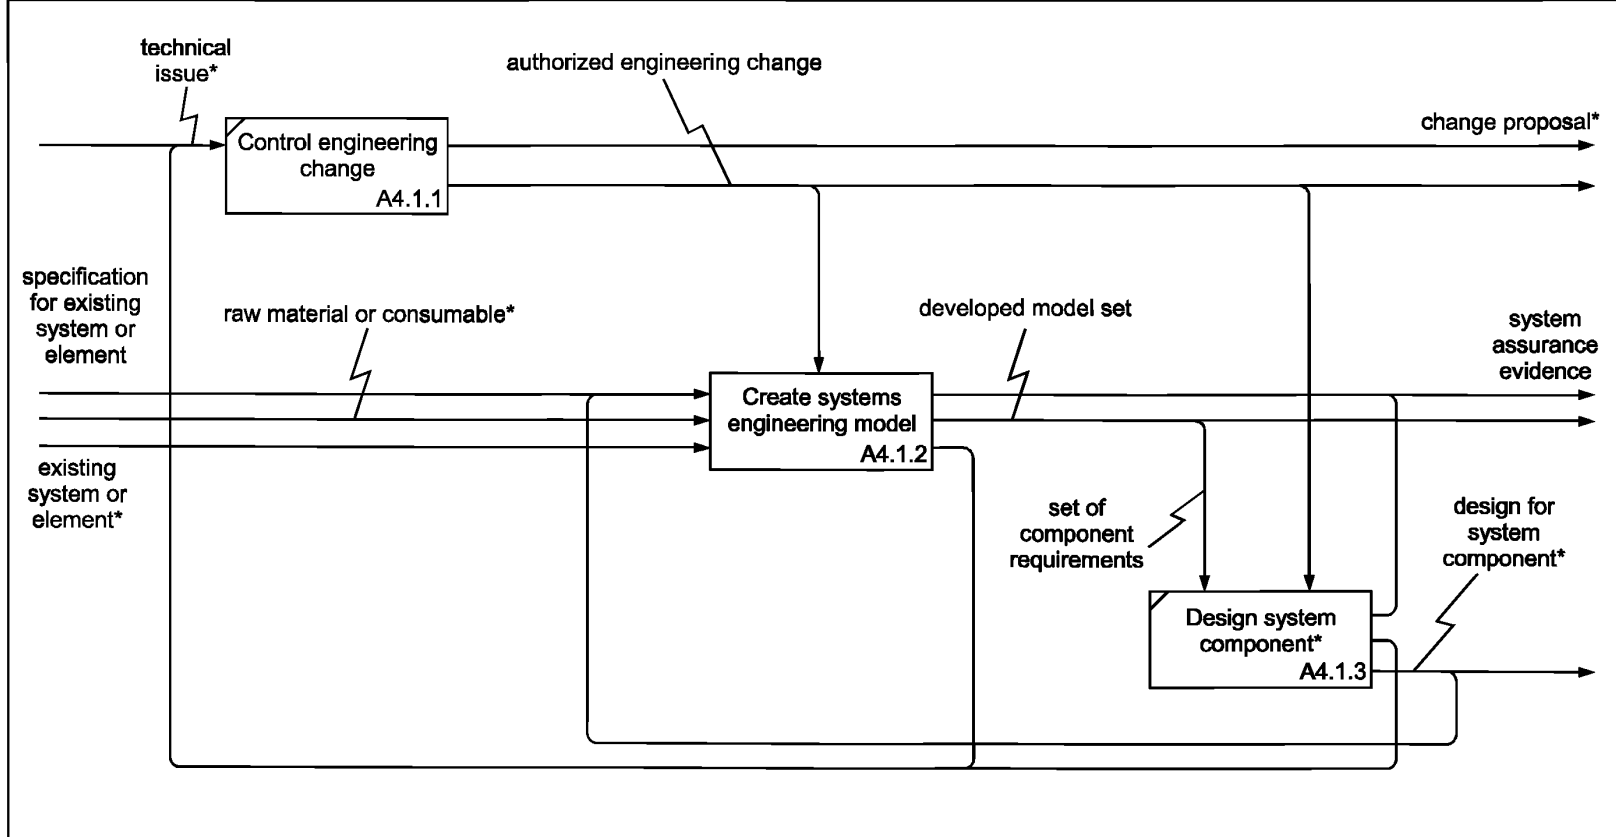 technical
issue*
authorized engineering change
change proposal*
Control engineering
change
A4.1.1
specification
for existing
system or
element
raw material or consumable*
developed model set
system
assurance
evidence
Create systems
engineering model
A4.1.2
existing
system or
element*
set of
component
requirements
design for
system
component*
Design system
component*
A4.1.3